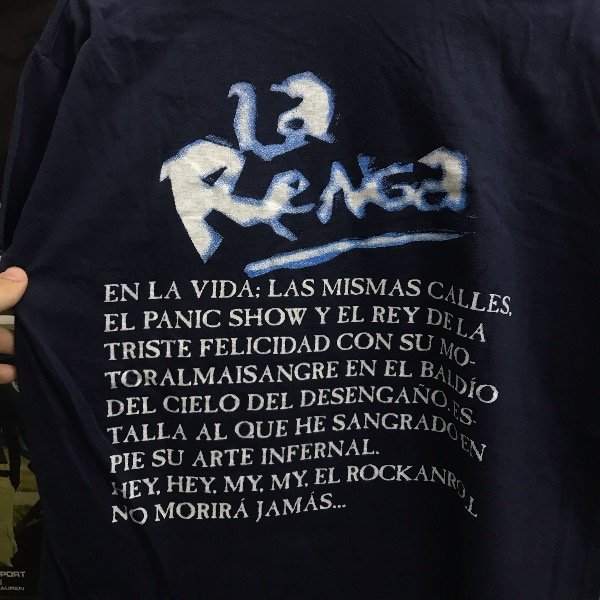 La
Renga
EN LA VIDA; LAS MISMAS CALLES,
EL PANIC SHOW Y EL REY DE LA
TRISTE FELICIDAD CON SU MO-
TORALMAISANGRE EN EL BALDÍO
DEL CIELO DEL DESENGAÑO, ES-
TALLA AL QUE HE SANGRADO EN
PIE SU ARTE INFERNAL.
HEY, HEY, MY, MY, EL ROCKANROLL
NO MORIRÁ JAMÁS...
PORT